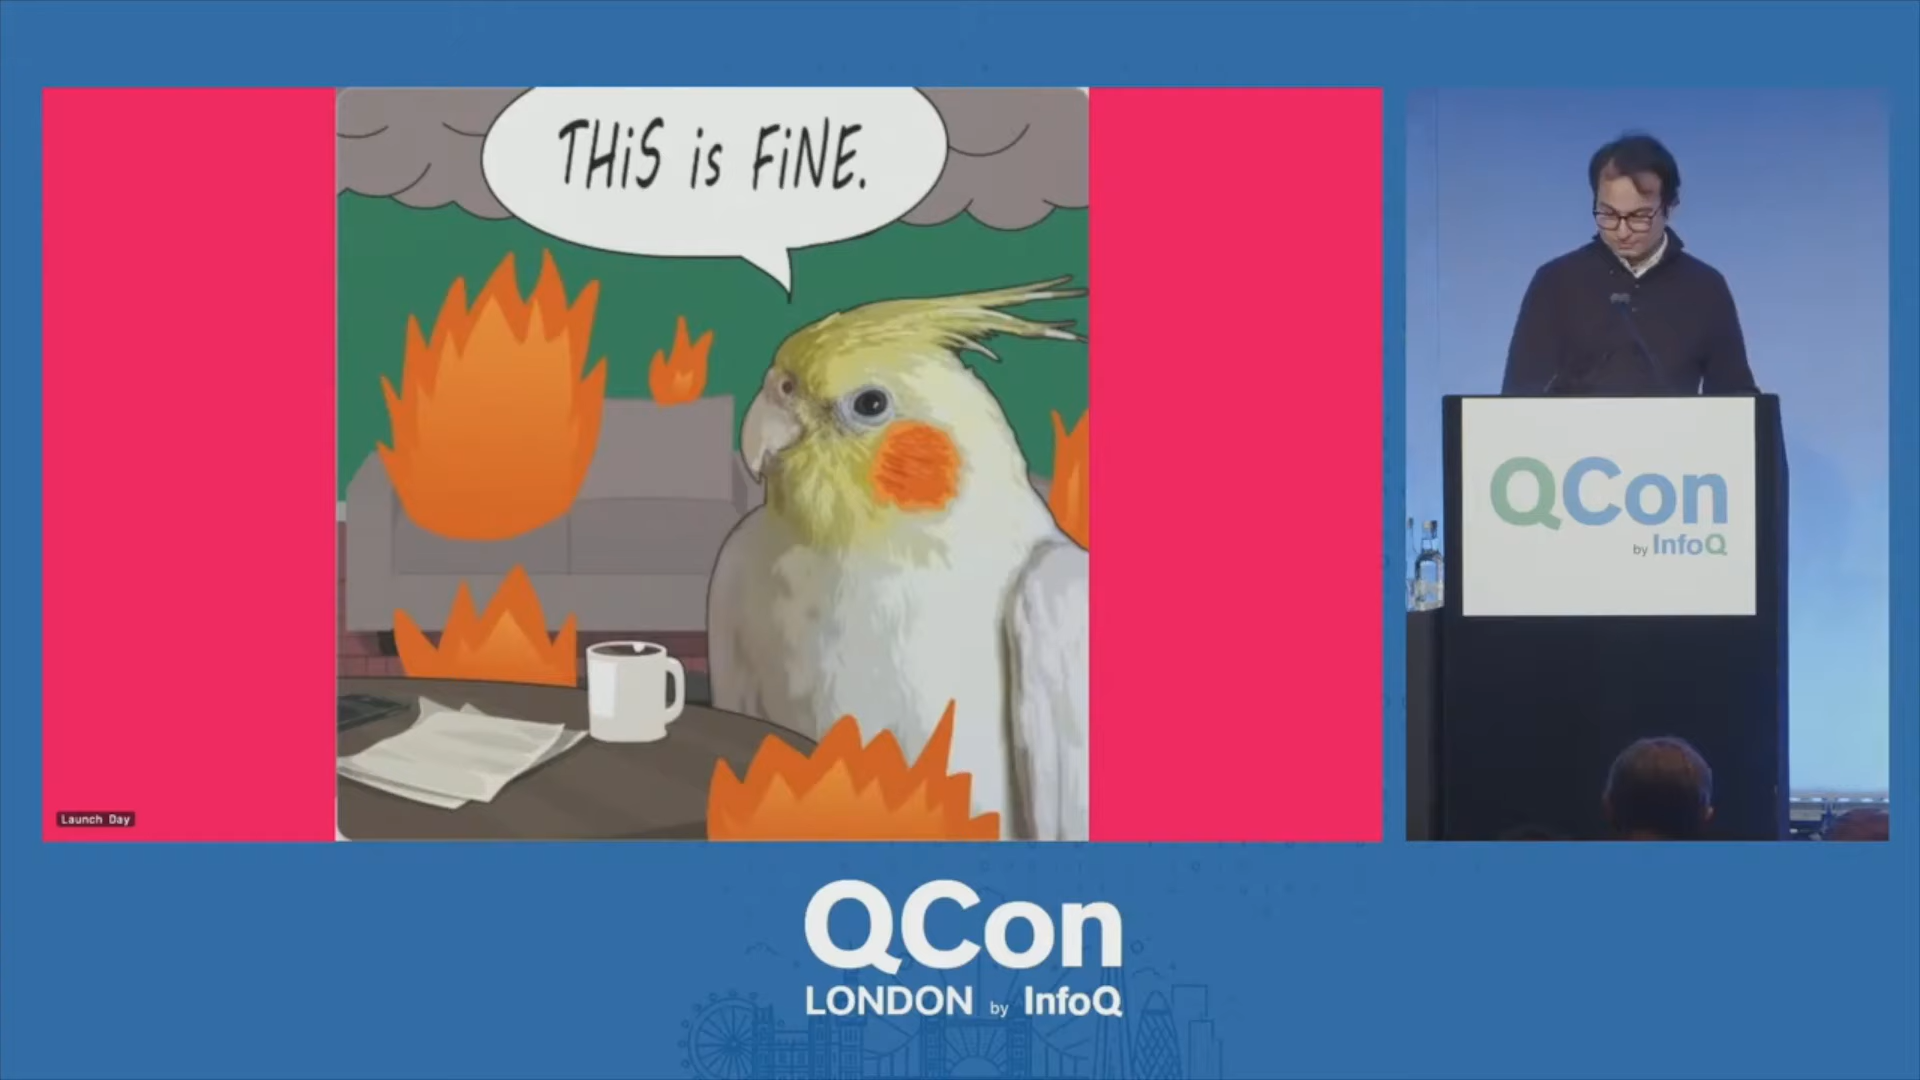 THiS is FiNE.
Launch Day
QCon
by InfoQ
QCon
LONDON by InfoQ